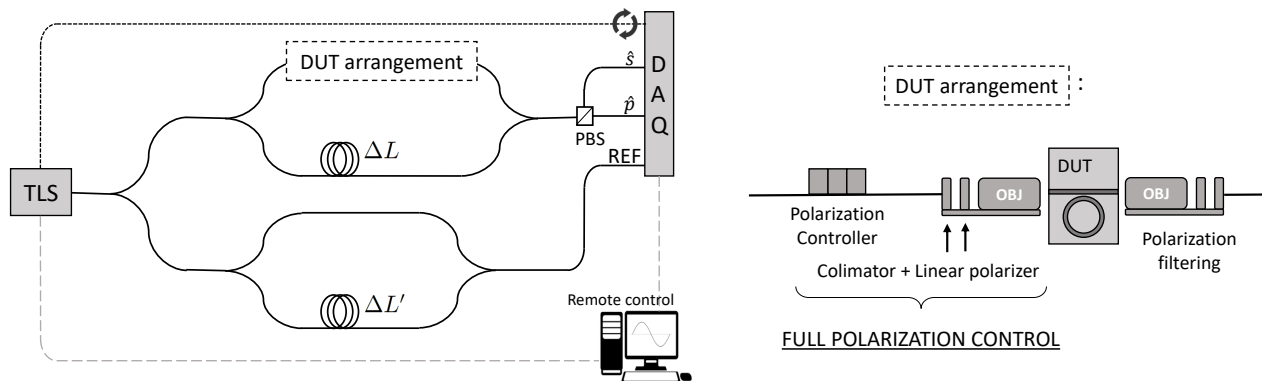 TLS
DUT arrangement
ΔL
ΔL′
ŝ
p̂
PBS
REF
D
A
Q
Remote control
DUT arrangement :
Polarization
Controller
OBJ
DUT
OBJ
Polarization
filtering
Colimator + Linear polarizer
FULL POLARIZATION CONTROL